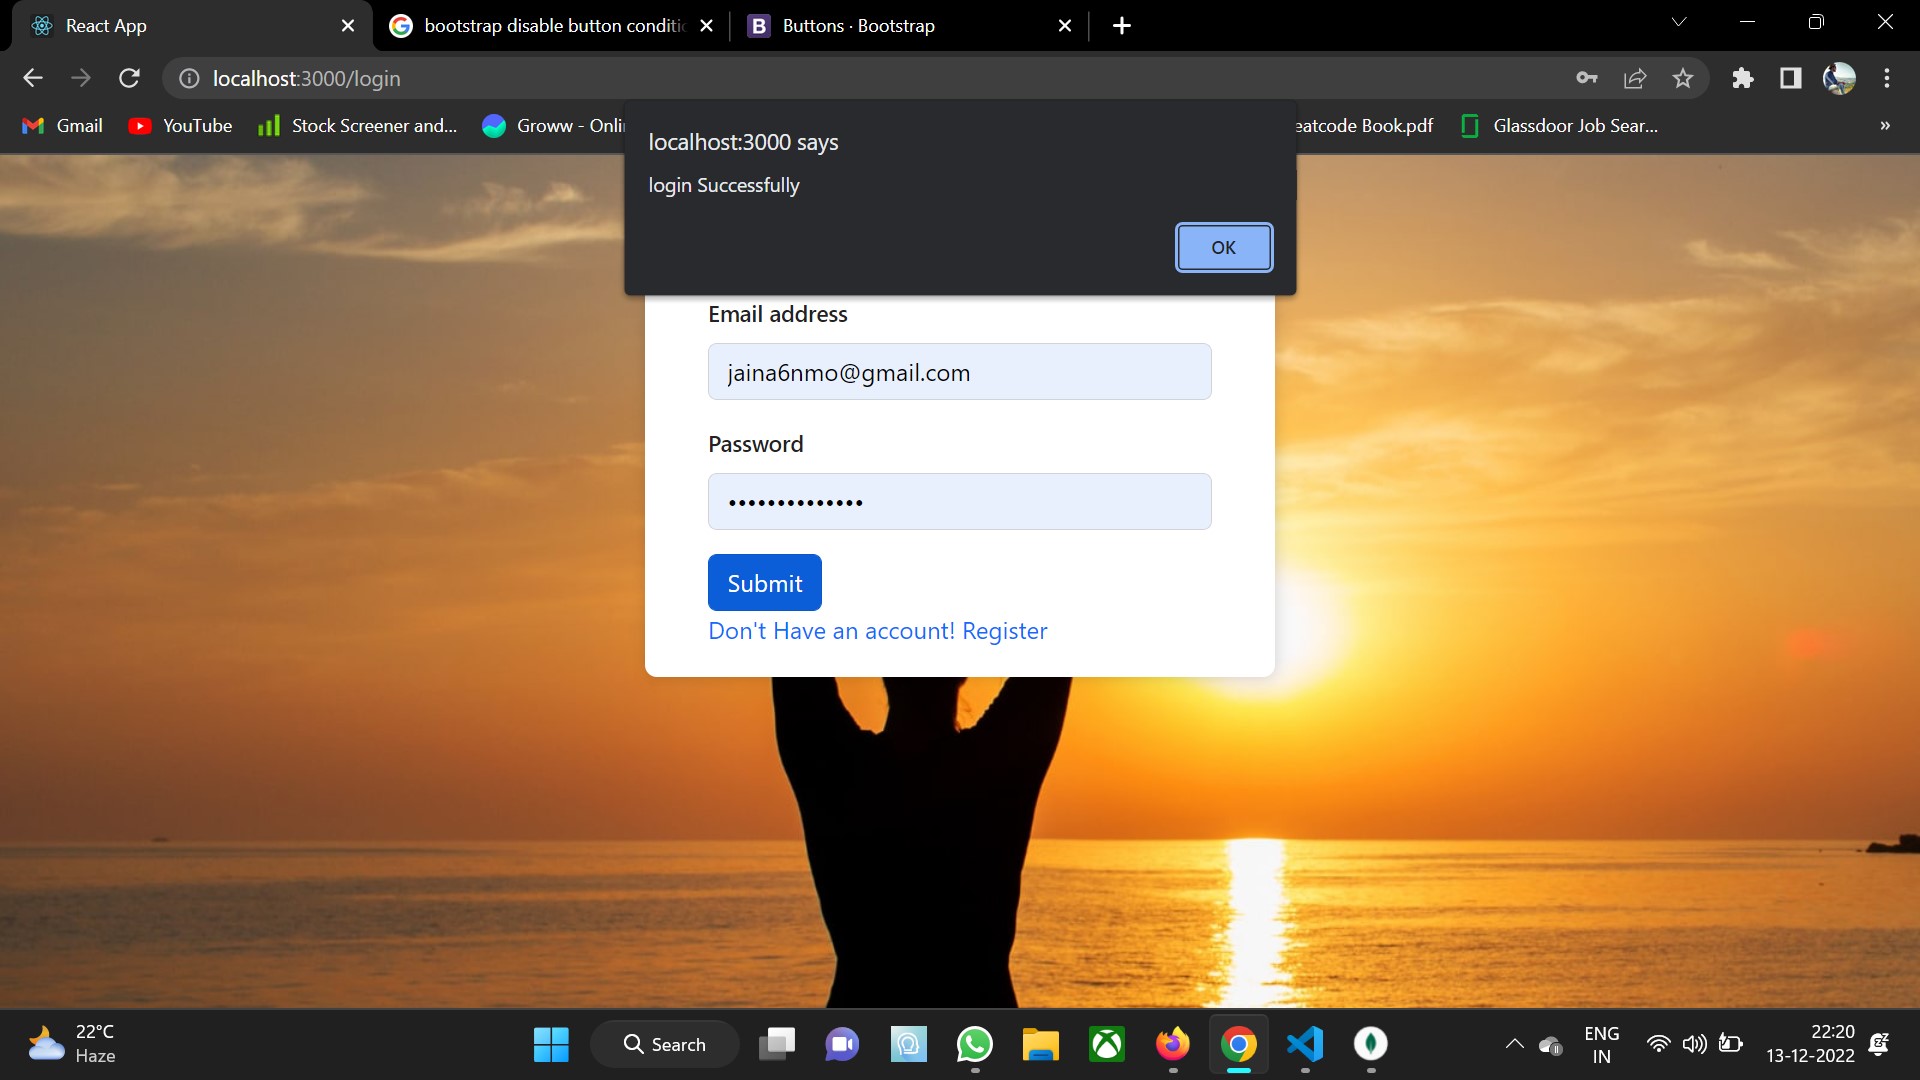 React App
bootstrap disable button conditic
Buttons · Bootstrap
localhost:3000/login
Gmail
YouTube
Stock Screener and...
Groww - Onli
eatcode Book.pdf
Glassdoor Job Sear...
»
localhost:3000 says
login Successfully
OK
Email address
jaina6nmo@gmail.com
Password
••••••••••••••
Submit
Don't Have an account! Register
22°C
Haze
Search
ENG
IN
22:20
13-12-2022